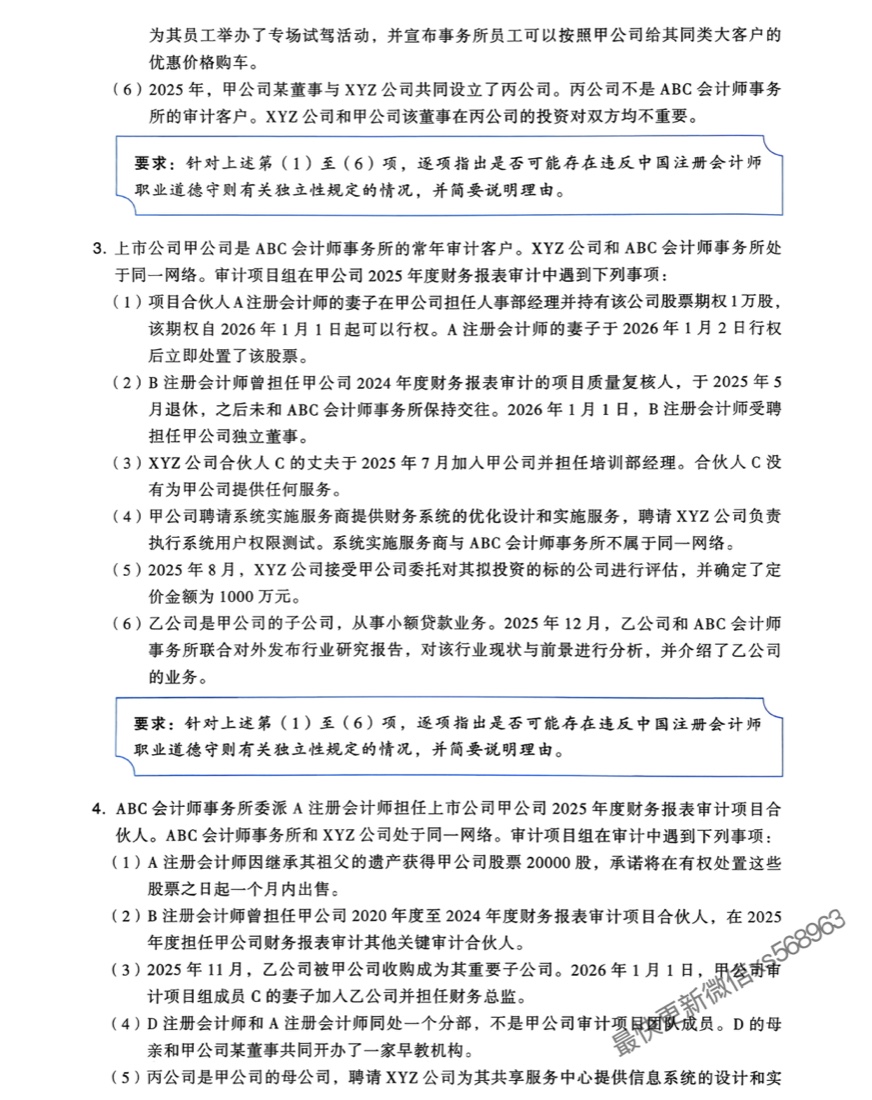 为其员工举办了专场试驾活动，并宣布事务所员工可以按照甲公司给其同类大客户的
优惠价格购车。
（6）2025 年，甲公司某董事与 XYZ 公司共同设立了丙公司。丙公司不是 ABC 会计师事务
所的审计客户。XYZ 公司和甲公司该董事在丙公司的投资对双方均不重要。
要求：针对上述第（1）至（6）项，逐项指出是否可能存在违反中国注册会计师
职业道德守则有关独立性规定的情况，并简要说明理由。
3. 上市公司甲公司是 ABC 会计师事务所的常年审计客户。XYZ 公司和 ABC 会计师事务所处
于同一网络。审计项目组在甲公司 2025 年度财务报表审计中遇到下列事项：
（1）项目合伙人 A 注册会计师的妻子在甲公司担任人事部经理并持有该公司股票期权 1 万股，
该期权自 2026 年 1 月 1 日起可以行权。A 注册会计师的妻子于 2026 年 1 月 2 日行权
后立即处置了该股票。
（2）B 注册会计师曾担任甲公司 2024 年度财务报表审计的项目质量复核人，于 2025 年 5
月退休，之后未和 ABC 会计师事务所保持交往。2026 年 1 月 1 日，B 注册会计师受聘
担任甲公司独立董事。
（3）XYZ 公司合伙人 C 的丈夫于 2025 年 7 月加入甲公司并担任培训部经理。合伙人 C 没
有为甲公司提供任何服务。
（4）甲公司聘请系统实施服务商提供财务系统的优化设计和实施服务，聘请 XYZ 公司负责
执行系统用户权限测试。系统实施服务商与 ABC 会计师事务所不属于同一网络。
（5）2025 年 8 月，XYZ 公司接受甲公司委托对其拟投资的标的公司进行评估，并确定了定
价金额为 1000 万元。
（6）乙公司是甲公司的子公司，从事小额贷款业务。2025 年 12 月，乙公司和 ABC 会计师
事务所联合对外发布行业研究报告，对该行业现状与前景进行分析，并介绍了乙公司
的业务。
要求：针对上述第（1）至（6）项，逐项指出是否可能存在违反中国注册会计师
职业道德守则有关独立性规定的情况，并简要说明理由。
4. ABC 会计师事务所委派 A 注册会计师担任上市公司甲公司 2025 年度财务报表审计项目合
伙人。ABC 会计师事务所和 XYZ 公司处于同一网络。审计项目组在审计中遇到下列事项：
（1）A 注册会计师因继承其祖父的遗产获得甲公司股票 20000 股，承诺将在有权处置这些
股票之日起一个月内出售。
（2）B 注册会计师曾担任甲公司 2020 年度至 2024 年度财务报表审计项目合伙人，在 2025
年度担任甲公司财务报表审计其他关键审计合伙人。
（3）2025 年 11 月，乙公司被甲公司收购成为其重要子公司。2026 年 1 月 1 日，甲公司审
计项目组成员 C 的妻子加入乙公司并担任财务总监。
（4）D 注册会计师和 A 注册会计师同处一个分部，不是甲公司审计项目团队成员。D 的母
亲和甲公司某董事共同开办了一家早教机构。
（5）丙公司是甲公司的母公司，聘请 XYZ 公司为其共享服务中心提供信息系统的设计和实
最快更新微信xs568963